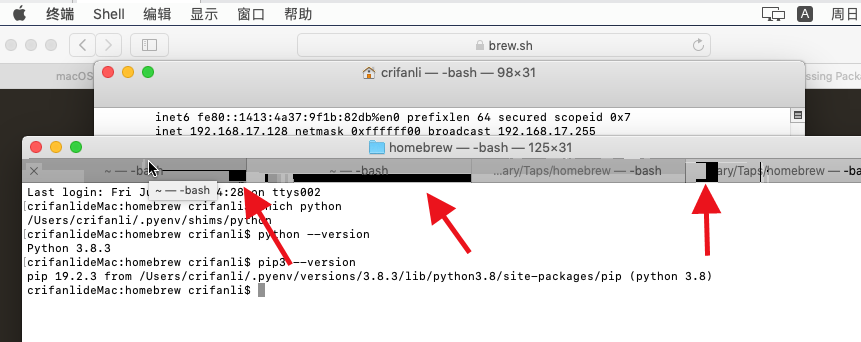 终端 Shell 编辑 显示 窗口 帮助 A 周日
brew.sh
macOS
ssing Packa
crifanli — -bash — 98×31
inet6 fe80::1413:4a37:9f1b:82db%en0 prefixlen 64 secured scopeid 0x7
inet 192.168.17.128 netmask 0xffffff00 broadcast 192.168.17.255
homebrew — -bash — 125×31
~ — -bash
~ — -bash
...ary/Taps/homebrew — -bash
ary/Taps/homebrew — -bash
Last login: Fri Ju 4:28 on ttys002
~ — -bash
crifanlideMac:homebrew crifanli$ which python
/Users/crifanli/.pyenv/shims/python
crifanlideMac:homebrew crifanli$ python --version
Python 3.8.3
crifanlideMac:homebrew crifanli$ pip3 --version
pip 19.2.3 from /Users/crifanli/.pyenv/versions/3.8.3/lib/python3.8/site-packages/pip (python 3.8)
crifanlideMac:homebrew crifanli$